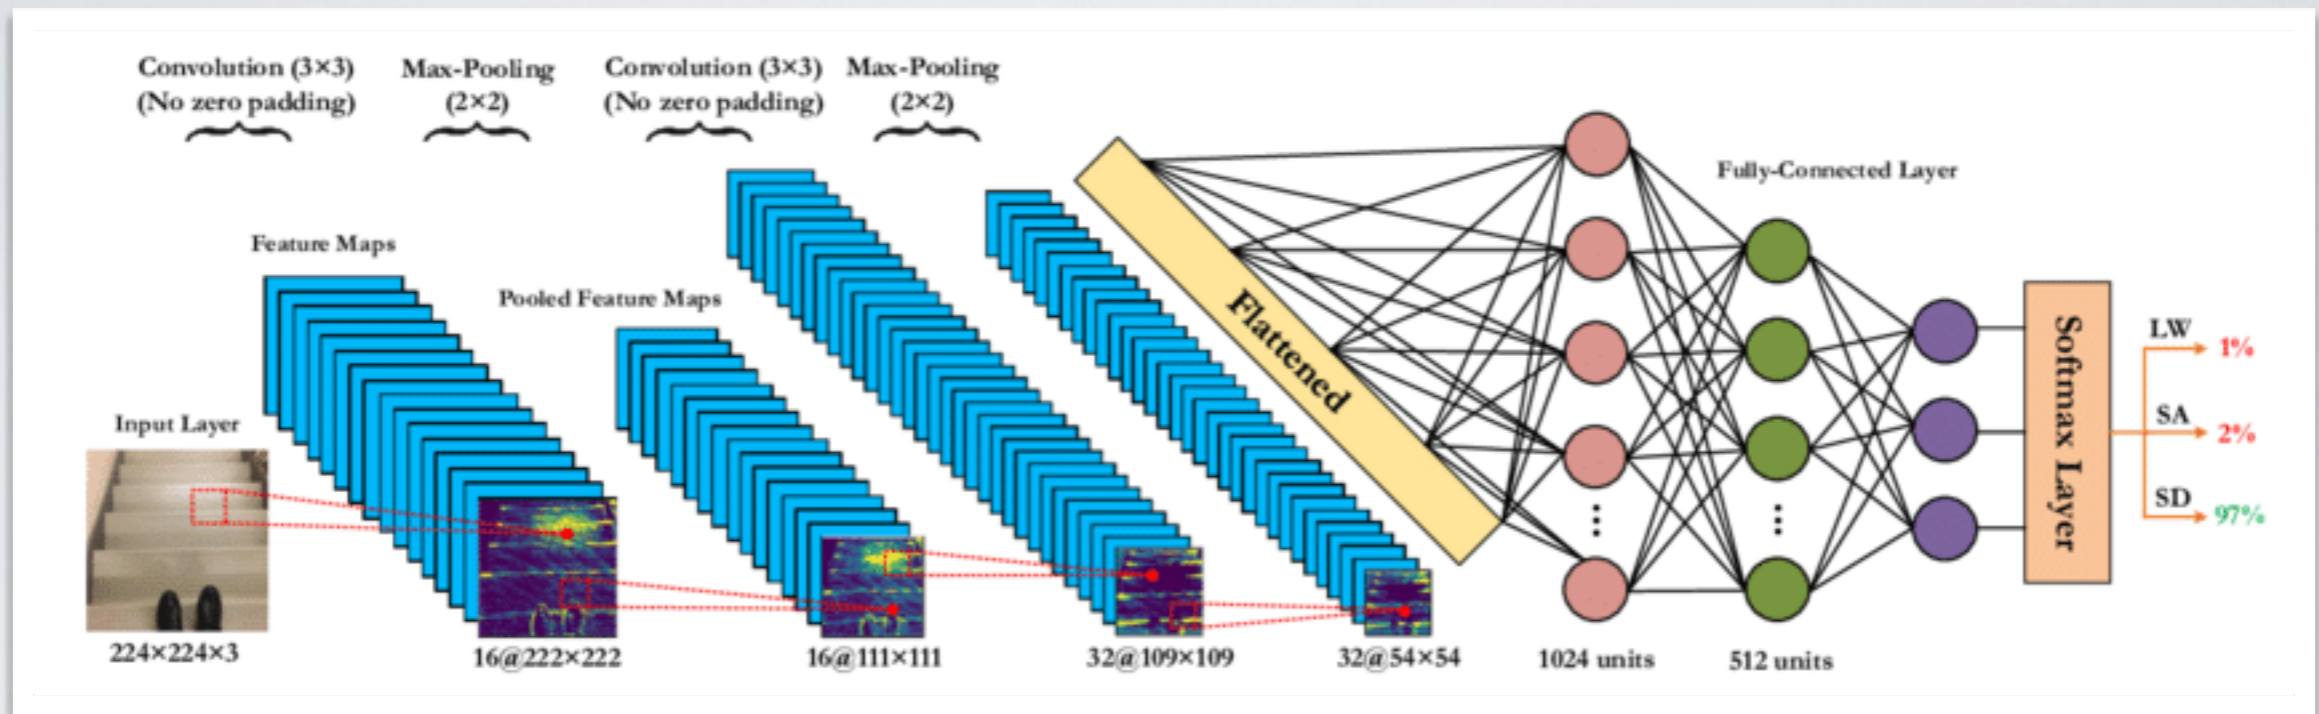 Convolution (3×3)
(No zero padding)
Max-Pooling
(2×2)
Convolution (3×3)
(No zero padding)
Max-Pooling
(2×2)
Feature Maps
Pooled Feature Maps
Input Layer
Flattened
Fully-Connected Layer
Softmax Layer
LW
1%
SA
2%
SD
97%
224×224×3
16@222×222
16@111×111
32@109×109
32@54×54
1024 units
512 units